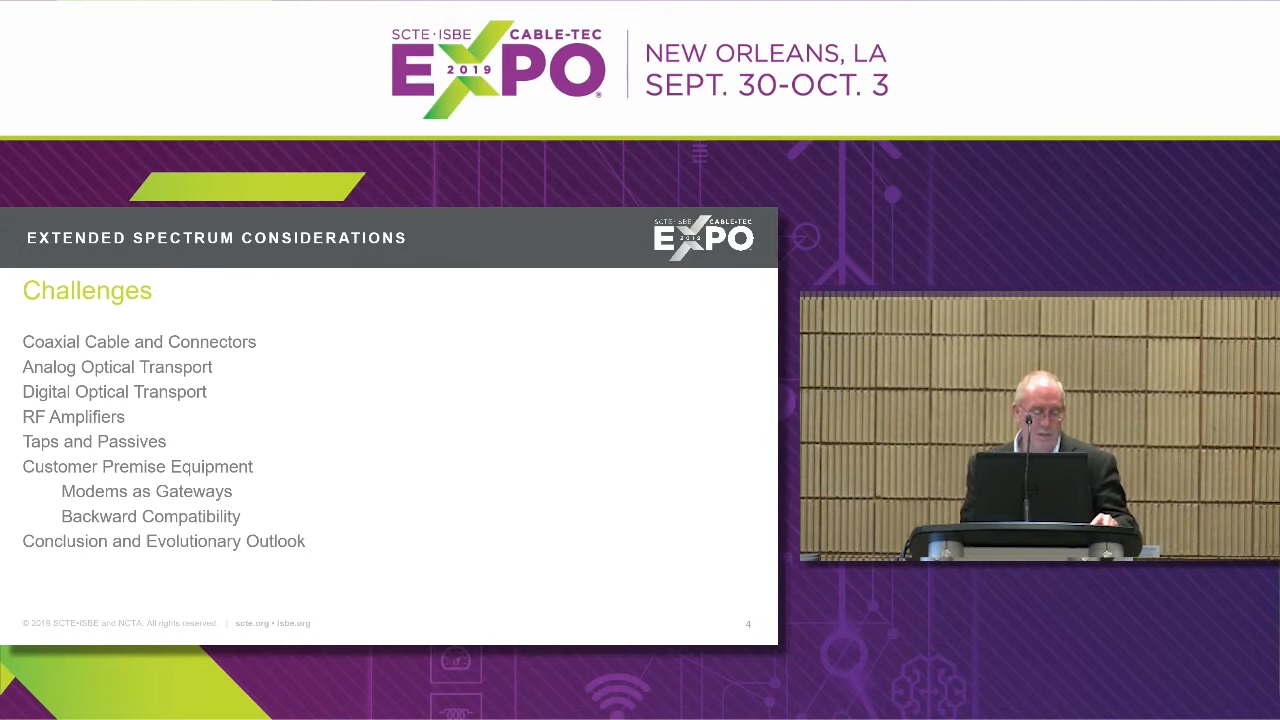 SCTE·ISBE CABLE-TEC
EXPO
2019
NEW ORLEANS, LA
SEPT. 30-OCT. 3
EXTENDED SPECTRUM CONSIDERATIONS
SCTE·ISBE CABLE-TEC
EXPO
2019
Challenges
Coaxial Cable and Connectors
Analog Optical Transport
Digital Optical Transport
RF Amplifiers
Taps and Passives
Customer Premise Equipment
Modems as Gateways
Backward Compatibility
Conclusion and Evolutionary Outlook
© 2019 SCTE•ISBE and NCTA. All rights reserved. | scte.org • isbe.org
4